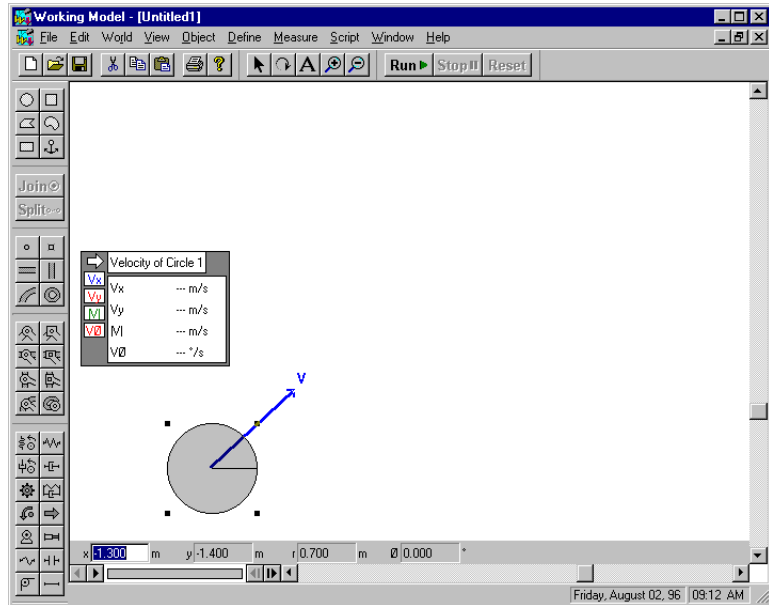 Working Model - [Untitled1]
File Edit World View Object Define Measure Script Window Help
A Run Stop Reset
Join
Split
Velocity of Circle 1
Vx Vx --- m/s
Vy Vy --- m/s
|V| |V| --- m/s
VØ VØ --- °/s
V
x -1.300 m y -1.400 m r 0.700 m Ø 0.000 °
Friday, August 02, 96 09:12 AM